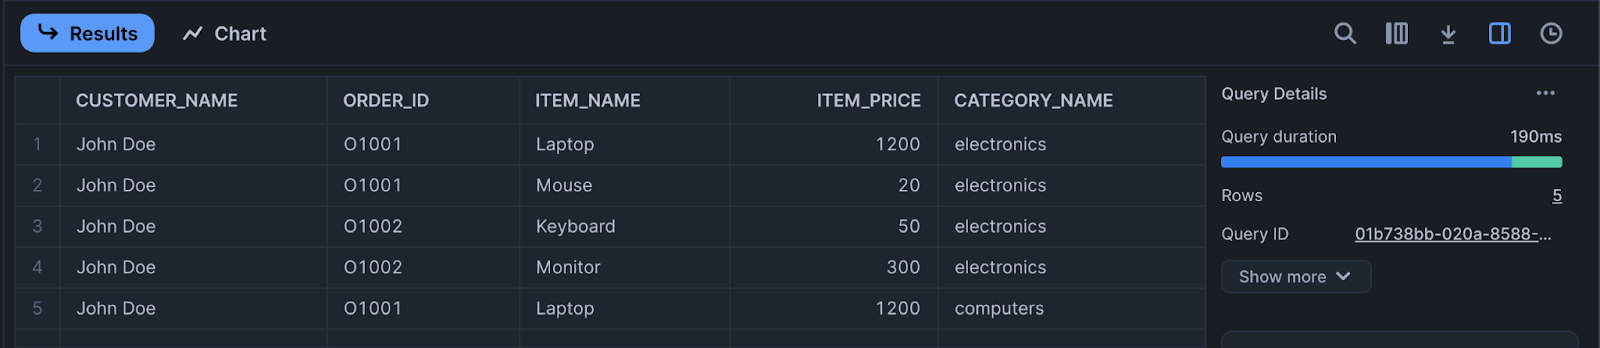 Results Chart
CUSTOMER_NAME ORDER_ID ITEM_NAME ITEM_PRICE CATEGORY_NAME
1 John Doe O1001 Laptop 1200 electronics
2 John Doe O1001 Mouse 20 electronics
3 John Doe O1002 Keyboard 50 electronics
4 John Doe O1002 Monitor 300 electronics
5 John Doe O1001 Laptop 1200 computers
Query Details ...
Query duration 190ms
Rows 5
Query ID 01b738bb-020a-8588-...
Show more